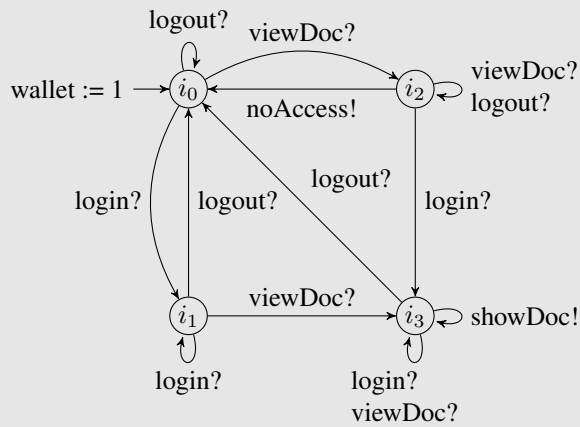 logout?
viewDoc?
wallet := 1
i0
i2
viewDoc?
logout?
noAccess!
login?
logout?
logout?
login?
i1
viewDoc?
i3
showDoc!
login?
login?
viewDoc?